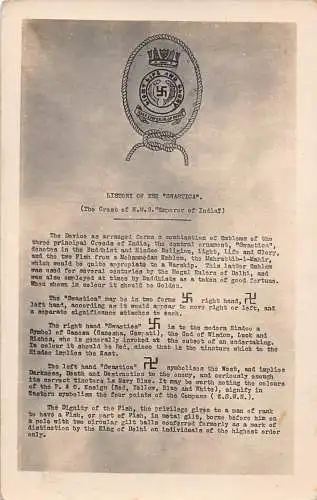 LIGHT LIFE AND GLORY
HISTORY OF THE "SWASTICA".
(The Crest of H.M.S."Emperor of India")
The Device as arranged forms a combination of Emblems of the
three principal Creeds of India, the central ornament, "Swastica",
denotes in the Buddhist and Hindoo Religion, Light, Life and Glory,
and the two Fish from a Mohammedan Emblem, the Mahratib-i-Mahir,
which would be quite appropriate to a Warship. This latter Emblem
was used for several centuries by the Mogul Rulers of Delhi, and
was also employed at times by Buddhists as a token of good fortune.
When shewn in colour it should be Golden.
The "Swastica" may be in two forms right hand,
left hand, according as it would appear to move right or left, and
a separate significance attaches to each.
The right hand "Swastica" is to the modern Hindoo a
Symbol of Ganesa (Ganesha, Ganpati), the God of Wisdom, Luck and
Riches, who is generally invoked at the outset of an undertaking.
In colour it should be Red, since that is the tincture which to the
Hindoo implies the East.
The left hand "Swastica" symbolises the West, and implies
Darkness, Death and Destruction to the enemy, and seriously enough
its correct tincture is Navy Blue. It may be worth noting the colours
of the P. & O. Ensign (Red, Yellow, Blue and White), signify in
Eastern symbolism the four points of the Compass ( E.S.W.N.).
The Dignity of the Fish, the privilege given to a man of rank
to have a Fish, or part of Fish, in metal gilt, borne before him on
a pole with two circular gilt balls conferred formerly as a mark of
distinction by the King of Delhi on individuals of the highest order
only.